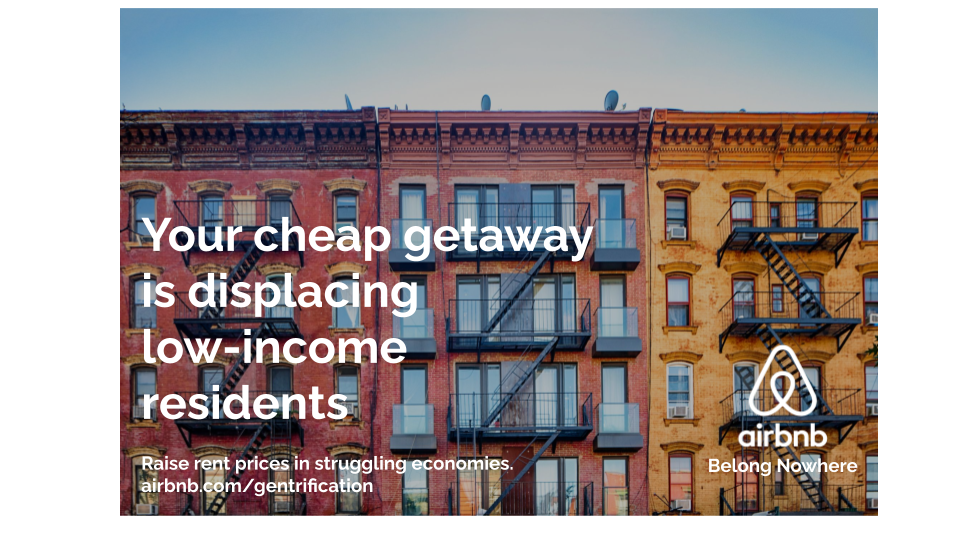 Your cheap getaway
is displacing
low-income
residents
Raise rent prices in struggling economies.
airbnb.com/gentrification
airbnb
Belong Nowhere